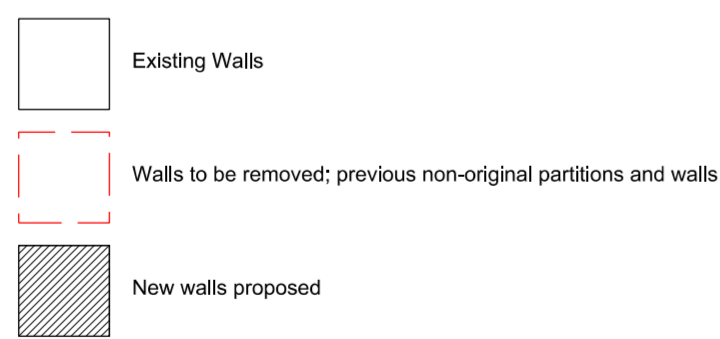 Existing Walls
Walls to be removed; previous non-original partitions and walls
New walls proposed